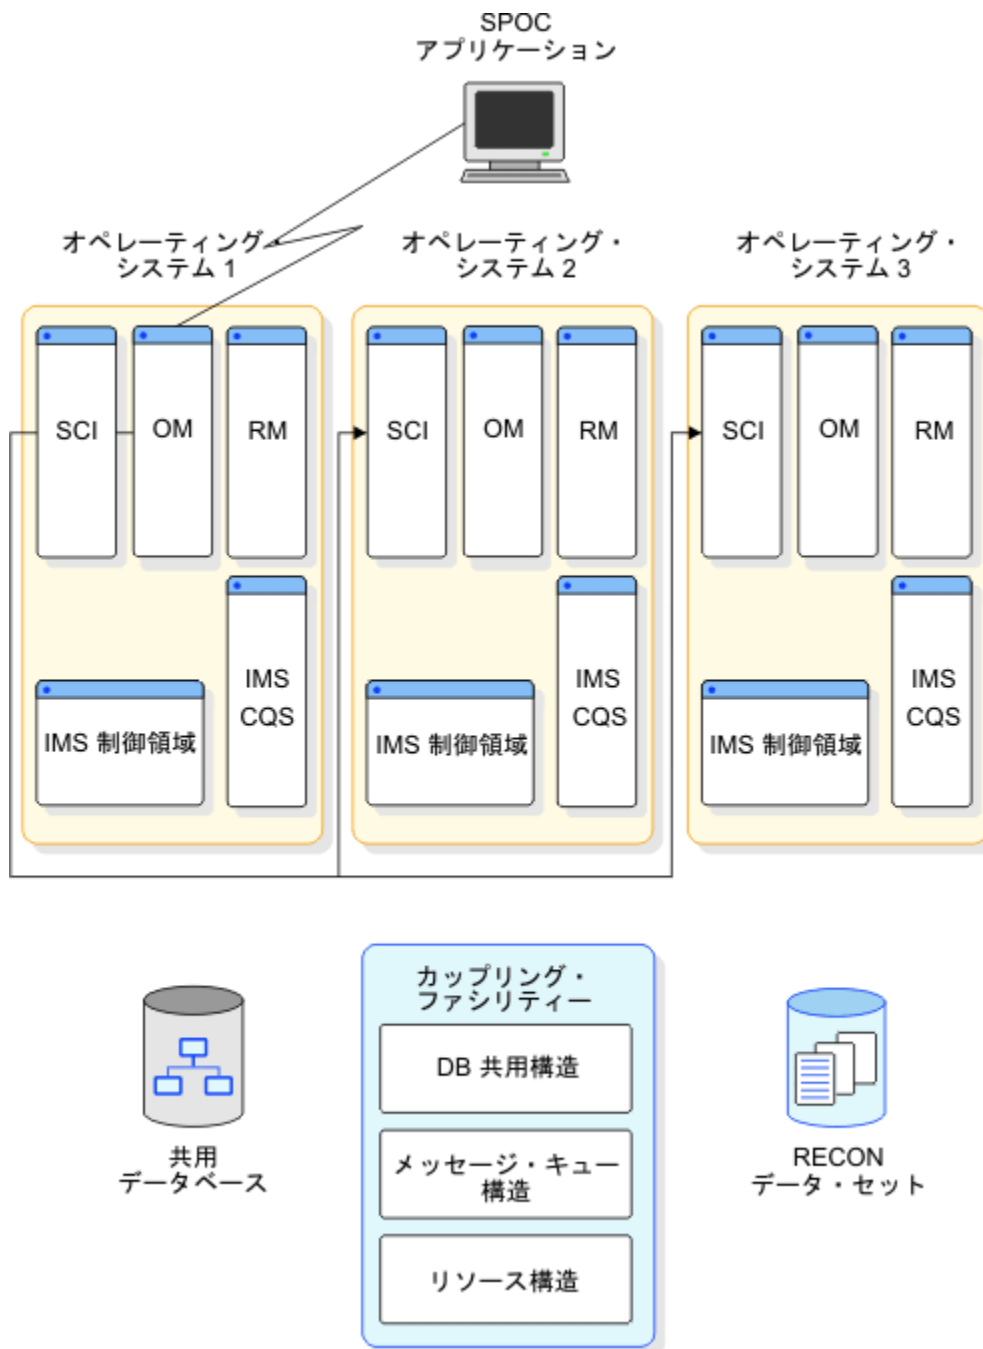 SPOC
アプリケーション
オペレーティング・
システム 1
オペレーティング・
システム 2
オペレーティング・
システム 3
SCI
OM
RM
SCI
OM
RM
SCI
OM
RM
IMS
CQS
IMS 制御領域
IMS
CQS
IMS 制御領域
IMS
CQS
IMS 制御領域
カップリング・
ファシリティー
DB 共用構造
メッセージ・キュー
構造
リソース構造
共用
データベース
RECON
データ・セット